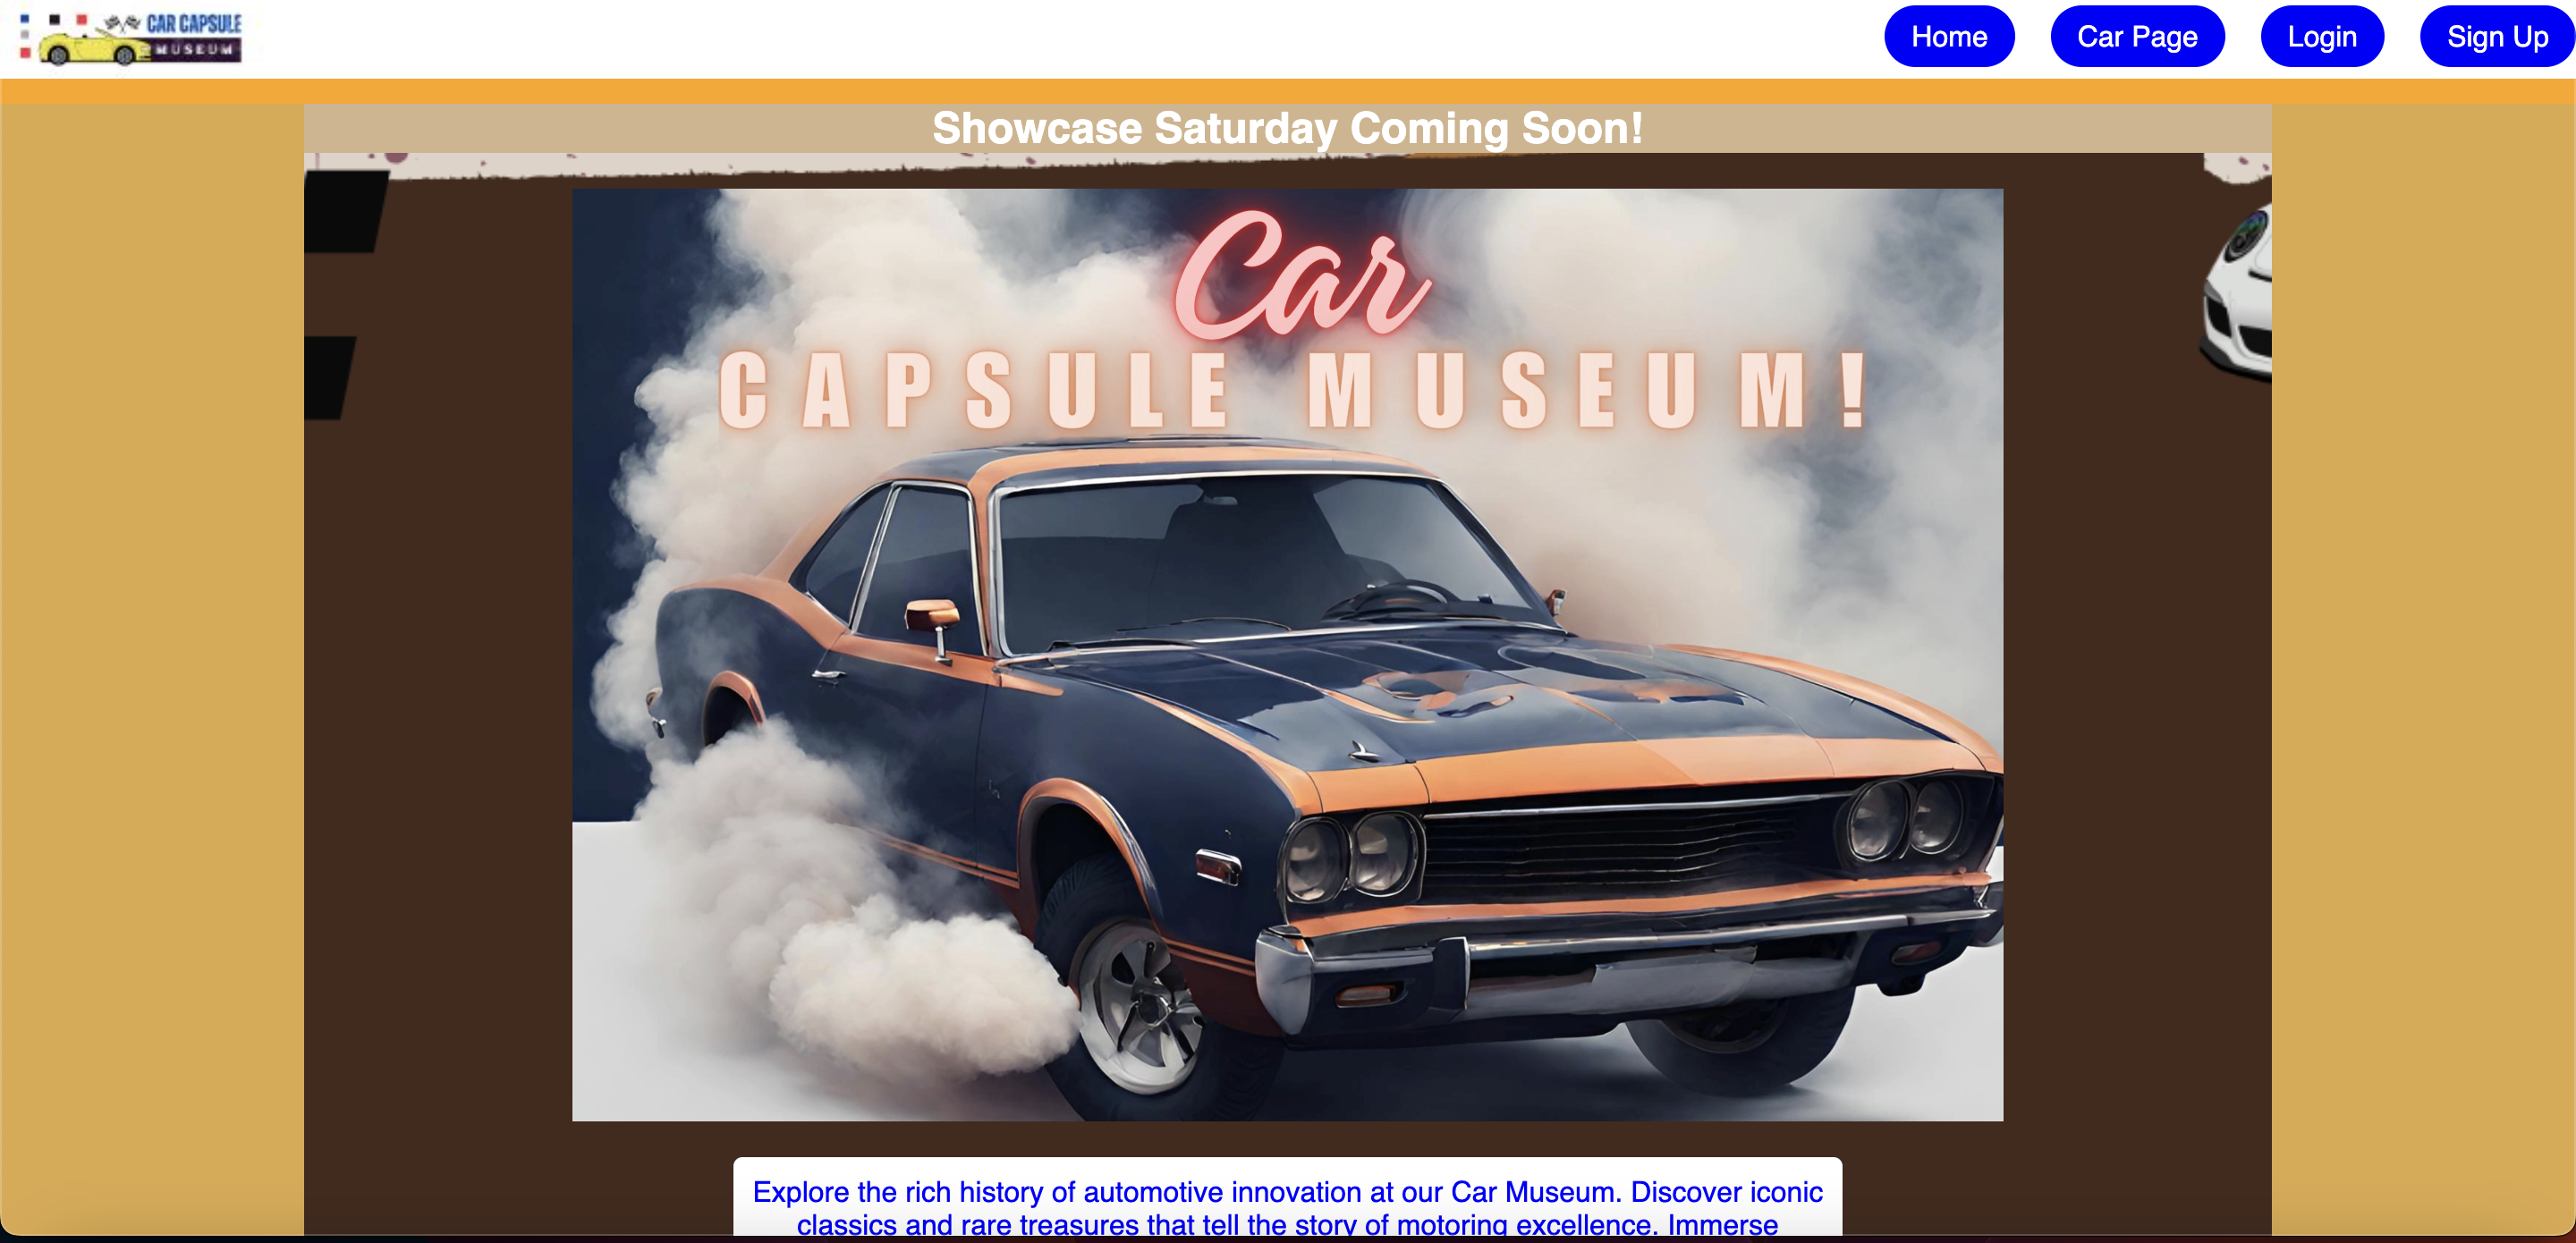 CAR CAPSULE
MUSEUM
Home Car Page Login Sign Up
Showcase Saturday Coming Soon!
Car
CAPSULE MUSEUM!
Explore the rich history of automotive innovation at our Car Museum. Discover iconic
classics and rare treasures that tell the story of motoring excellence. Immerse